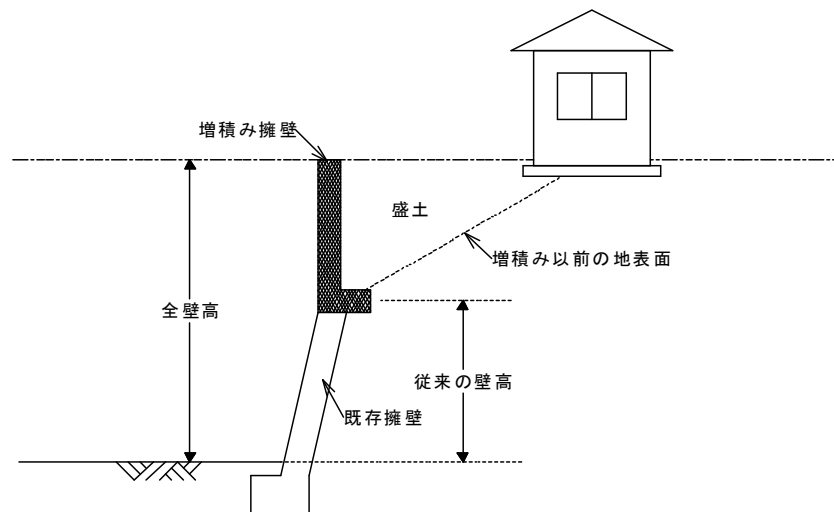 増積み擁壁
盛土
増積み以前の地表面
全壁高
従来の壁高
既存擁壁